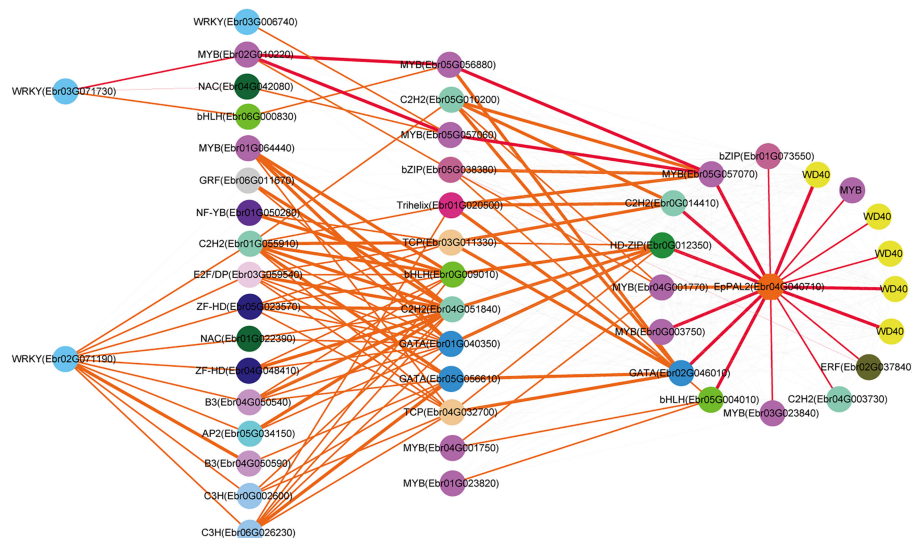 WRKY(Ebr03G006740)
MYB(Ebr02G010220)
WRKY(Ebr03G071730)
NAC(Ebr04G042080)
bHLH(Ebr06G000830)
MYB(Ebr01G064440)
GRF(Ebr06G011670)
NF-YB(Ebr01G050280)
C2H2(Ebr01G055910)
E2F/DP(Ebr03G059540)
ZF-HD(Ebr05G023570)
NAC(Ebr01G022390)
WRKY(Ebr02G071190)
ZF-HD(Ebr04G048410)
B3(Ebr04G050540)
AP2(Ebr05G034150)
B3(Ebr04G050590)
C3H(Ebr0G002600)
C3H(Ebr06G026230)
MYB(Ebr05G056880)
C2H2(Ebr05G010200)
MYB(Ebr05G057060)
bZIP(Ebr05G038380)
Trihelix(Ebr01G020500)
TCP(Ebr03G011330)
bHLH(Ebr0G009010)
C2H2(Ebr04G051840)
GATA(Ebr01G040350)
GATA(Ebr05G056610)
TCP(Ebr04G032700)
MYB(Ebr04G001750)
MYB(Ebr01G023820)
MYB(Ebr05G057070)
C2H2(Ebr0G014410)
HD-ZIP(Ebr0G012350)
MYB(Ebr04G001770)
MYB(Ebr0G003750)
GATA(Ebr02G046010)
bHLH(Ebr05G004010)
bZIP(Ebr01G073550)
WD40
MYB
WD40
WD40
EpPAL2(Ebr04G040710)
WD40
WD40
ERF(Ebr02G037840)
C2H2(Ebr04G003730)
MYB(Ebr03G023840)